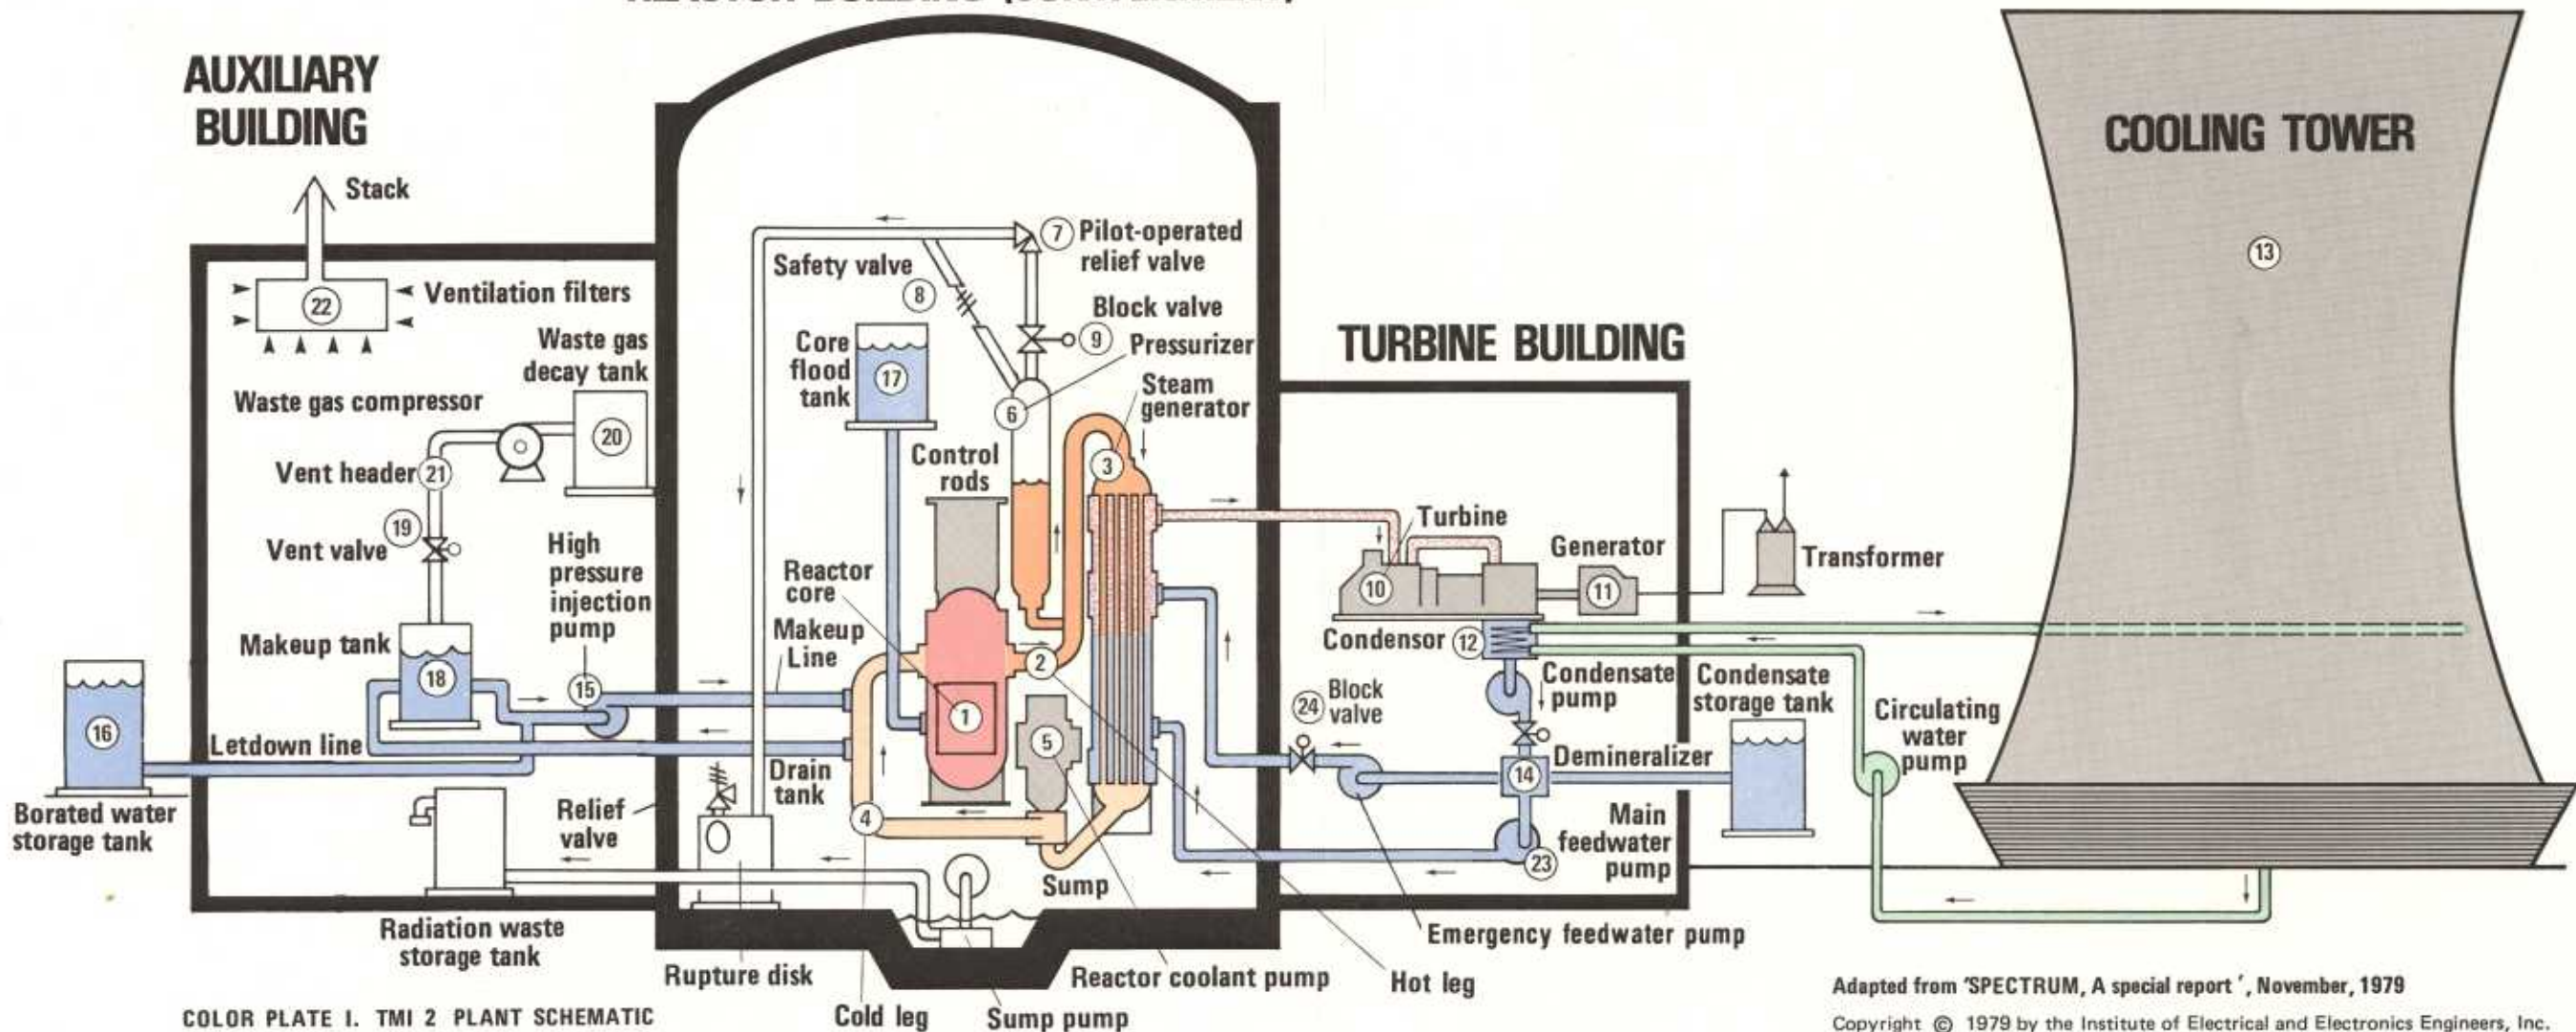 AUXILIARY
BUILDING
Stack
22
Ventilation filters
Waste gas
decay tank
Waste gas compressor
20
Vent header
21
19
Vent valve
High
pressure
injection
pump
Makeup tank
18
15
16
Letdown line
Borated water
storage tank
Radiation waste
storage tank
Relief
valve
REACTOR BUILDING
7
Pilot-operated
relief valve
Safety valve
8
Block valve
9
Pressurizer
Core
flood
tank
17
6
Steam
generator
3
Control
rods
Reactor
core
Makeup
Line
2
1
5
Drain
tank
4
Sump
Rupture disk
Cold leg
Sump pump
Reactor coolant pump
Hot leg
TURBINE BUILDING
Turbine
10
Generator
11
Transformer
Condensor
12
Condensate
pump
Condensate
storage tank
24
Block
valve
Demineralizer
14
Main
feedwater
pump
23
Emergency feedwater pump
Circulating
water
pump
COOLING TOWER
13
COLOR PLATE I. TMI 2 PLANT SCHEMATIC
Adapted from 'SPECTRUM, A special report', November, 1979
Copyright © 1979 by the Institute of Electrical and Electronics Engineers, Inc.